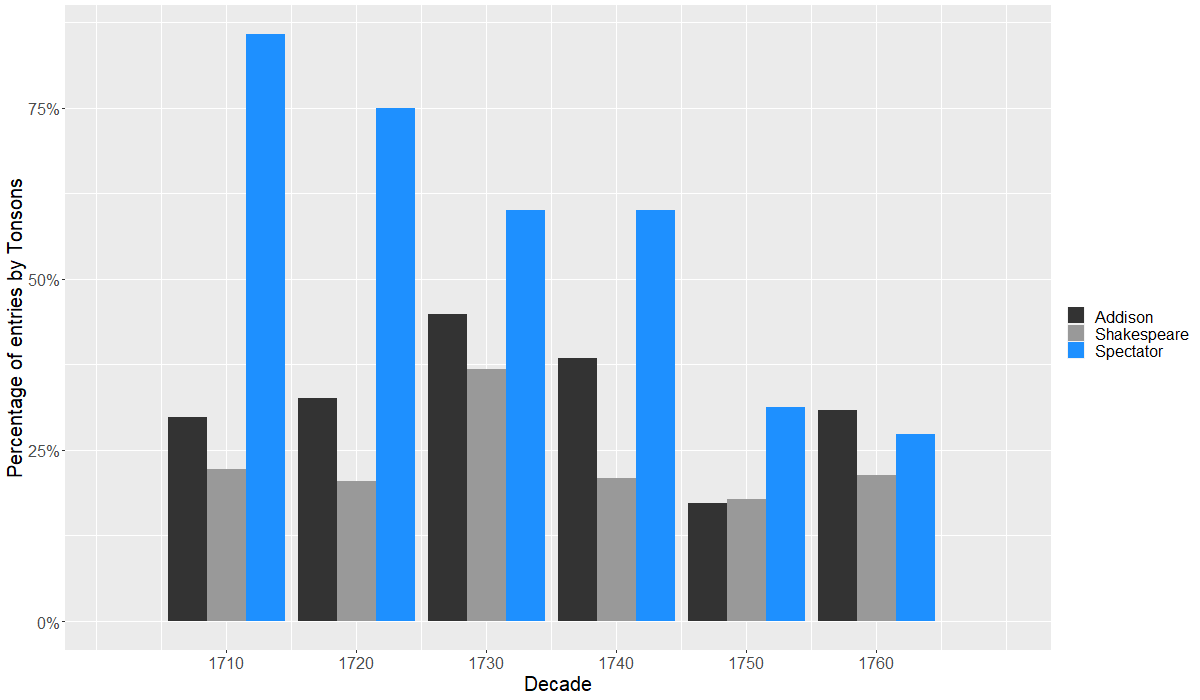 Percentage of entries by Tonsons
75%
50%
25%
0%
1710 1720 1730 1740 1750 1760
Decade
Addison
Shakespeare
Spectator